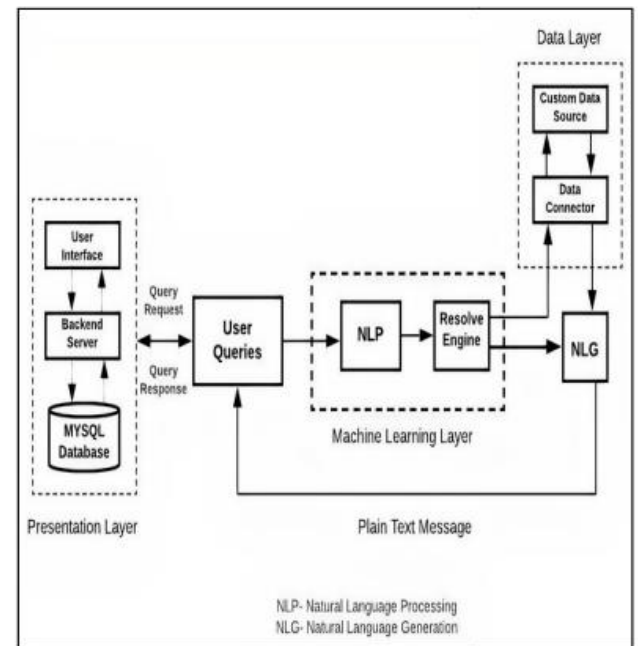 Data Layer
Custom Data
Source
Data
Connector
User
Interface
Backend
Server
MYSQL
Database
Presentation Layer
Query
Request
Query
Response
User
Queries
NLP
Resolve
Engine
Machine Learning Layer
NLG
Plain Text Message
NLP- Natural Language Processing
NLG- Natural Language Generation